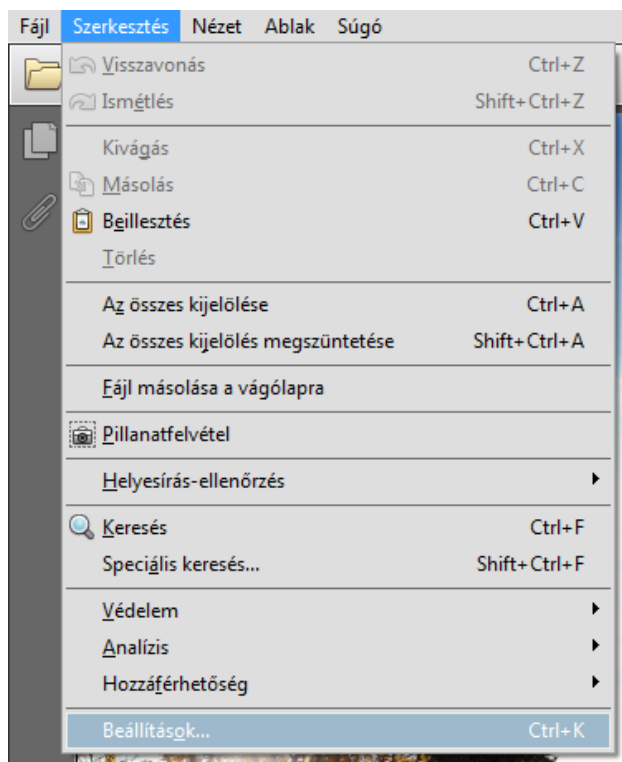 Fájl Szerkesztés Nézet Ablak Súgó
Visszavonás Ctrl+Z
Ismétlés Shift+Ctrl+Z
Kivágás Ctrl+X
Másolás Ctrl+C
Beillesztés Ctrl+V
Törlés
Az összes kijelölése Ctrl+A
Az összes kijelölés megszüntetése Shift+Ctrl+A
Fájl másolása a vágólapra
Pillanatfelvétel
Helyesírás-ellenőrzés
Keresés Ctrl+F
Speciális keresés... Shift+Ctrl+F
Védelem
Analízis
Hozzáférhetőség
Beállítások... Ctrl+K